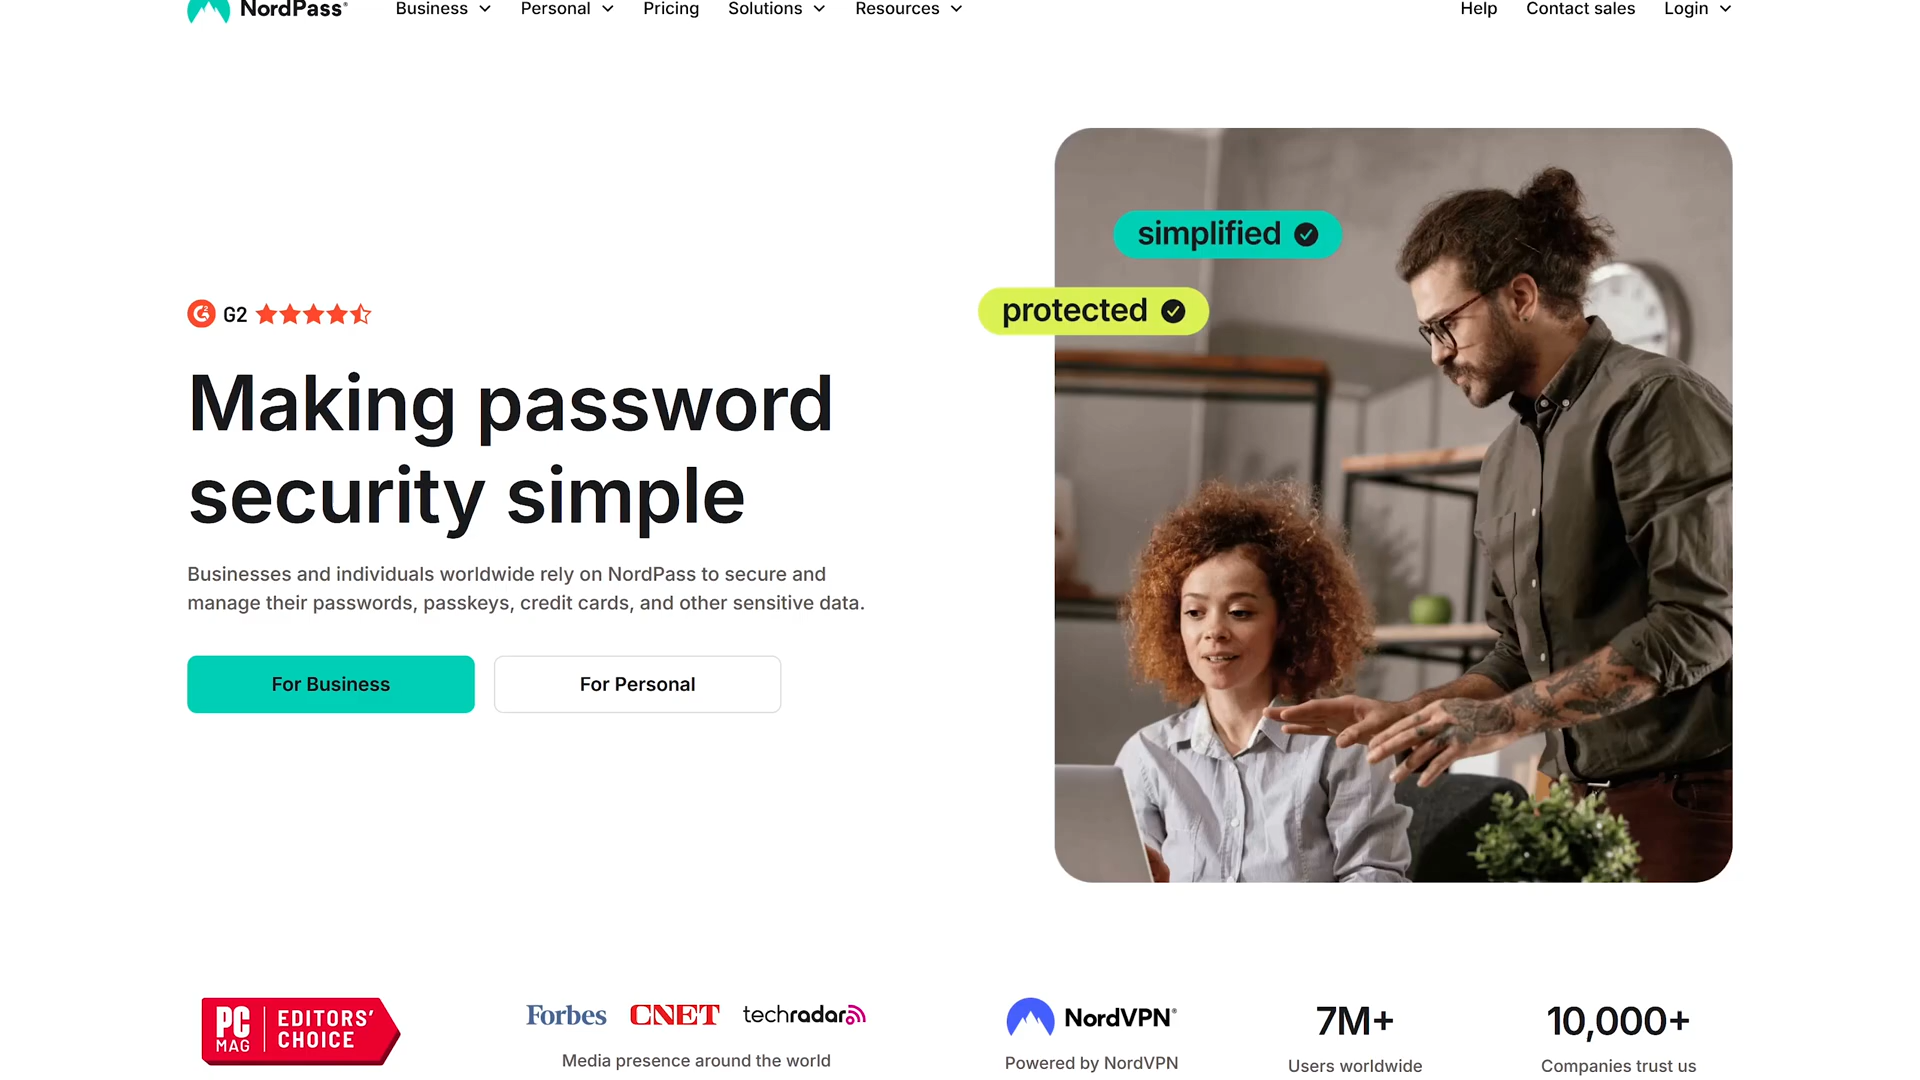 NordPass®
Business
Personal
Pricing
Solutions
Resources
Help
Contact sales
Login
simplified
protected
G2
Making password
security simple
Businesses and individuals worldwide rely on NordPass to secure and
manage their passwords, passkeys, credit cards, and other sensitive data.
For Business
For Personal
PC
MAG
EDITORS'
CHOICE
Forbes
CNET
techradar
Media presence around the world
NordVPN®
Powered by NordVPN
7M+
Users worldwide
10,000+
Companies trust us